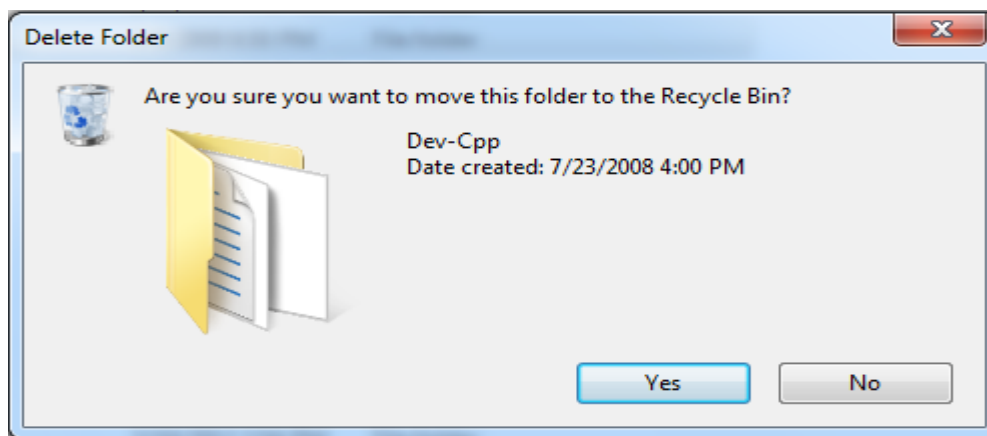 Delete Folder
Are you sure you want to move this folder to the Recycle Bin?
Dev-Cpp
Date created: 7/23/2008 4:00 PM
Yes
No